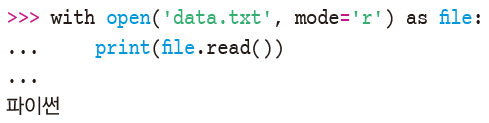 >>> with open('data.txt', mode='r') as file:
...     print(file.read())
...
파이썬